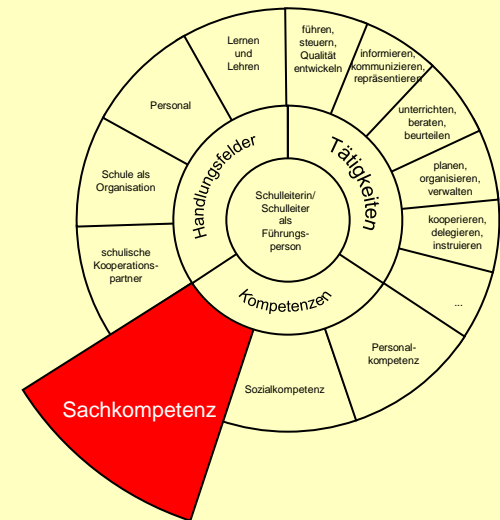 Lernen
und
Lehren
führen,
steuern,
Qualität
entwickeln
informieren,
kommunizieren,
repräsentieren
unterrichten,
beraten,
beurteilen
planen,
organisieren,
verwalten
kooperieren,
delegieren,
instruieren
...
Personal-
kompetenz
Sozialkompetenz
Sachkompetenz
schulische
Kooperations-
partner
Schule als
Organisation
Personal
Handlungsfelder
Tätigkeiten
Kompetenzen
Schulleiterin/
Schulleiter
als
Führungs-
person